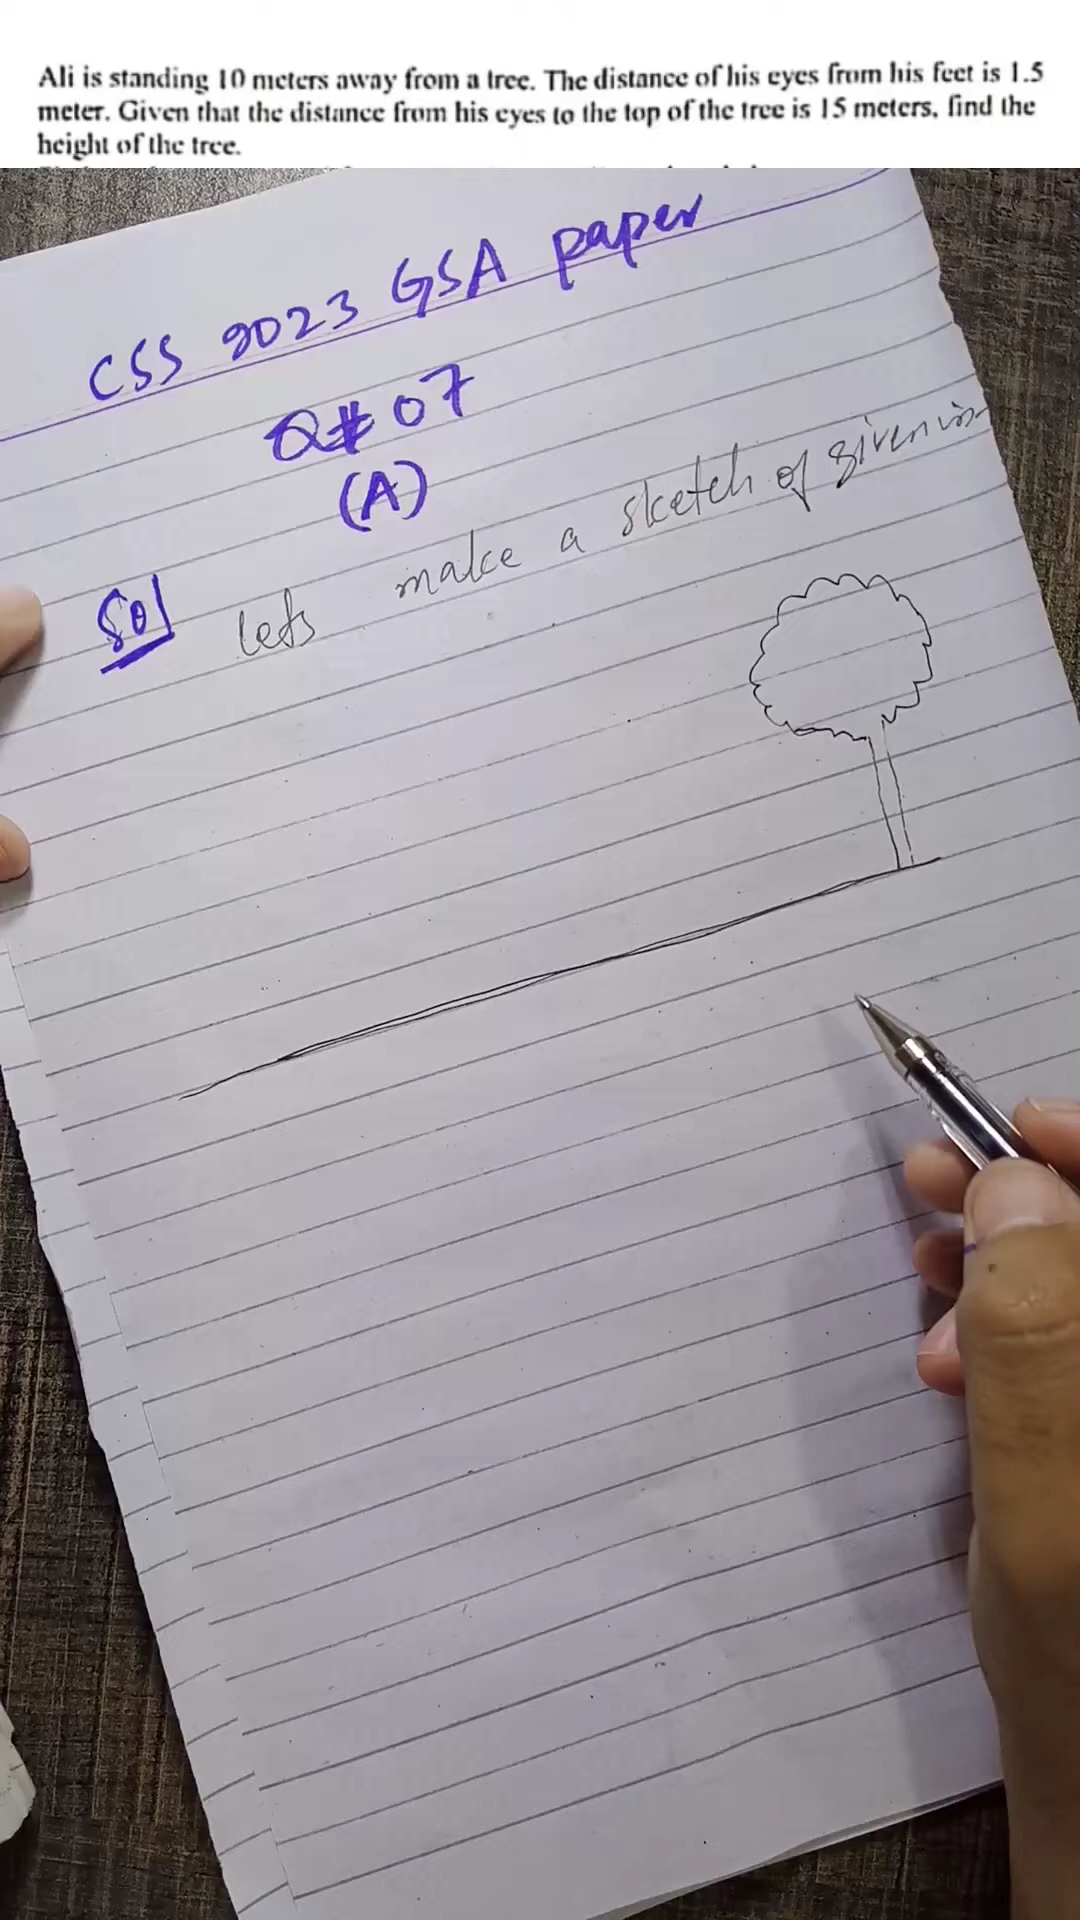 Ali is standing 10 meters away from a tree. The distance of his eyes from his feet is 1.5
meter. Given that the distance from his eyes to the top of the tree is 15 meters, find the
height of the tree.
CSS 2023 GSA paper
Q# 07
(A)
Sol
lets make a sketch of given